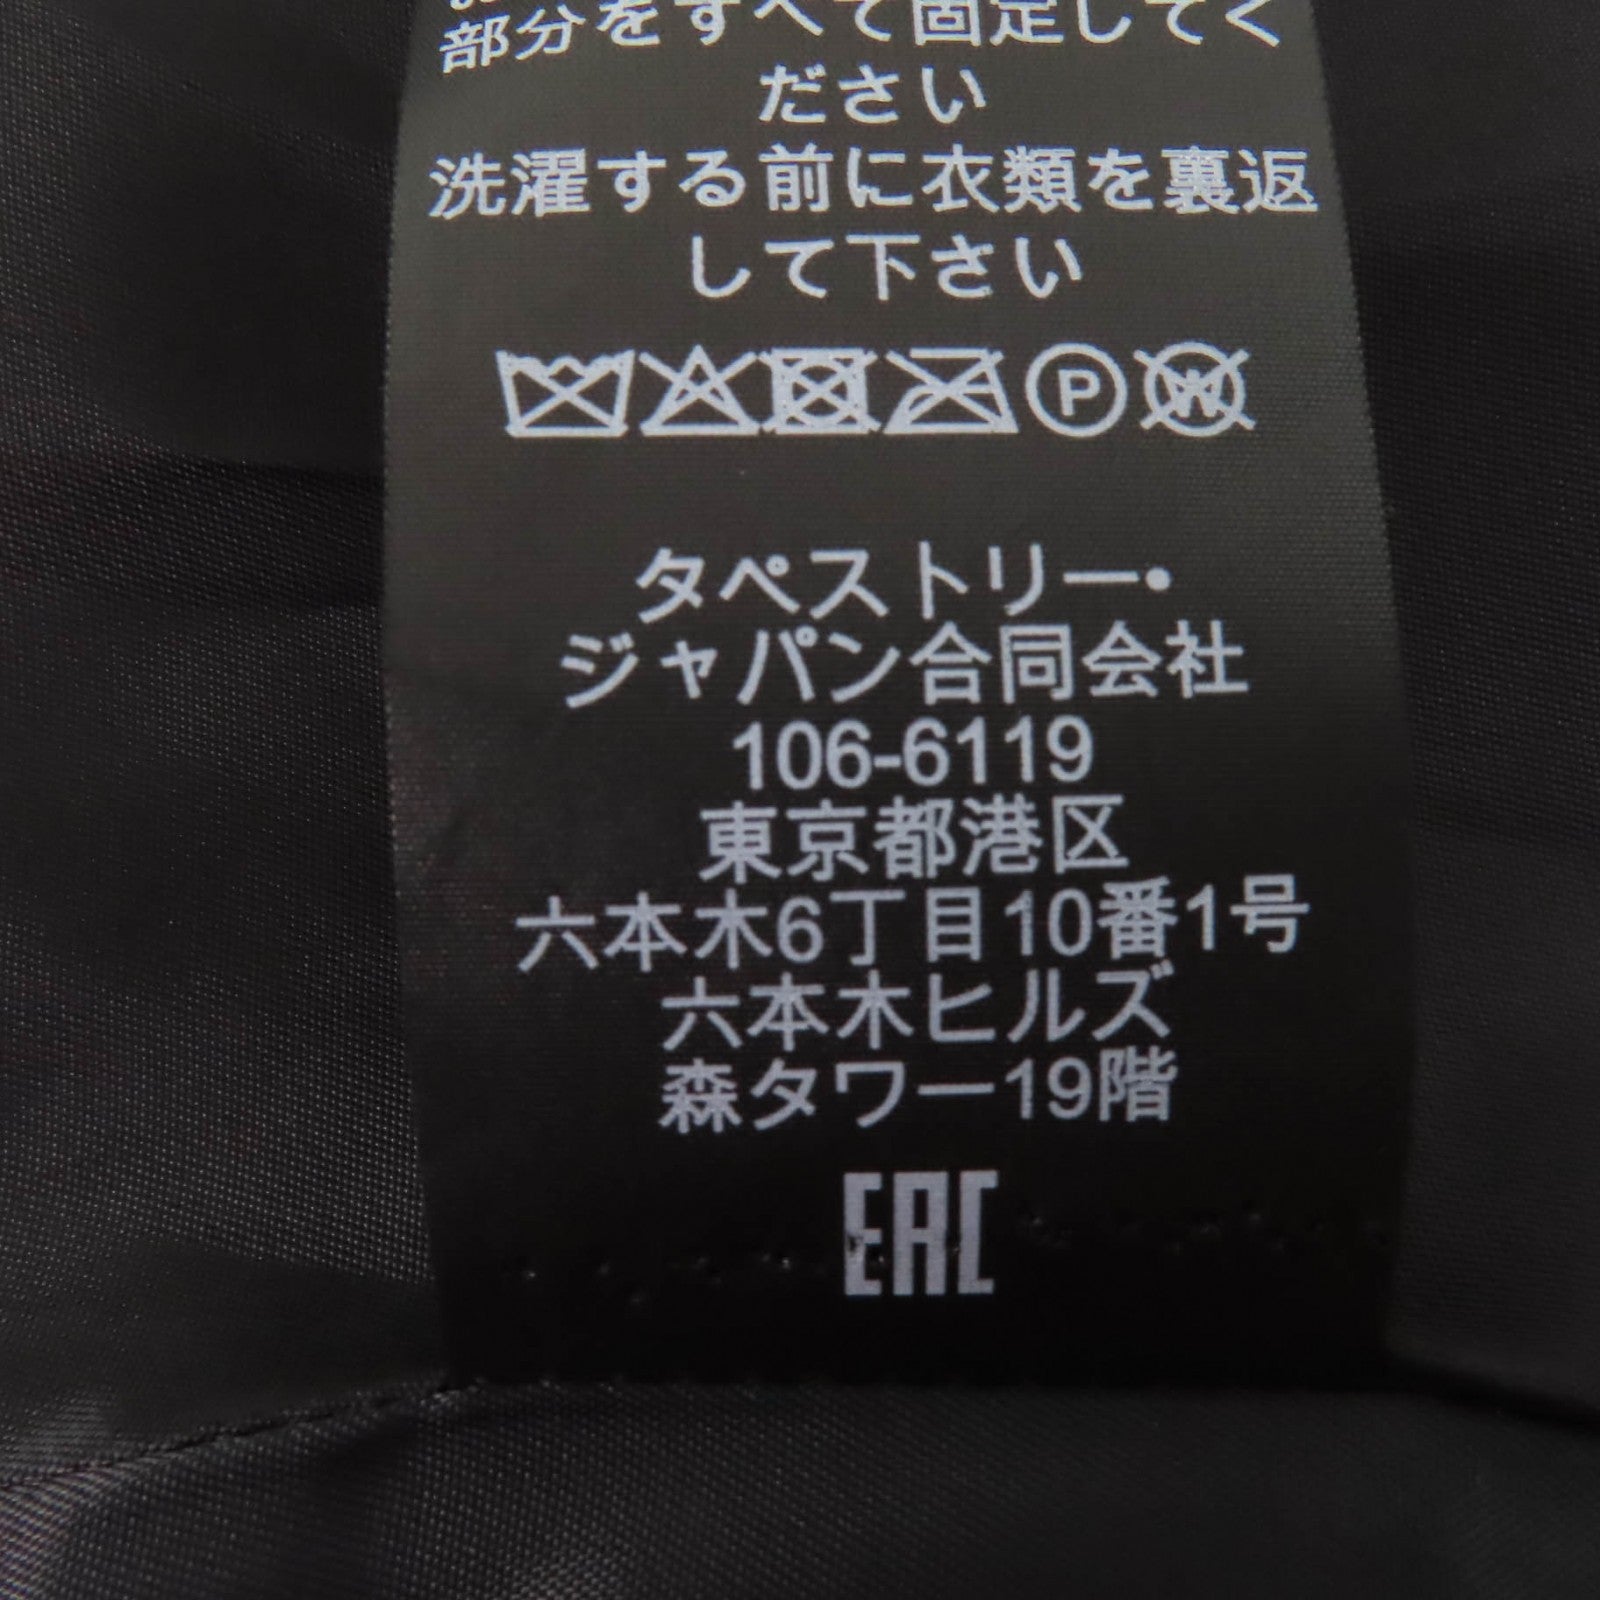 部分をすべて固定してく
ださい
洗濯する前に衣類を裏返
して下さい
P W
タペストリー・
ジャパン合同会社
106-6119
東京都港区
六本木6丁目10番1号
六本木ヒルズ
森タワー19階
EAC